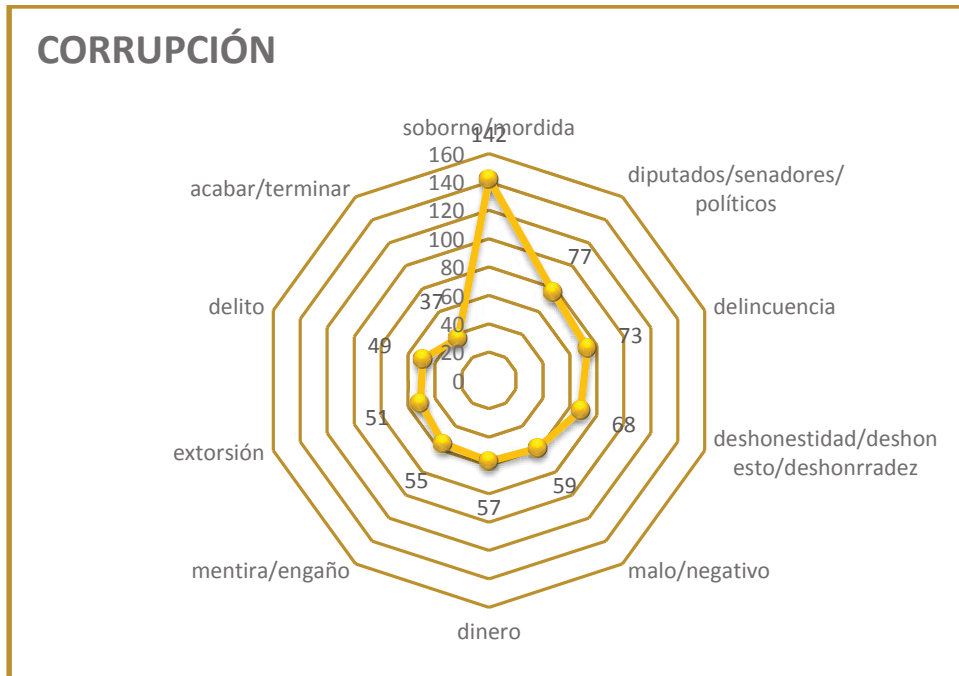 CORRUPCIÓN
soborno/mordida
142
160
140
120
100
80
60
40
20
0
diputados/senadores/
políticos
77
delincuencia
73
deshonestidad/deshon
esto/deshonrradez
68
malo/negativo
59
dinero
57
mentira/engaño
55
extorsión
51
delito
49
acabar/terminar
37